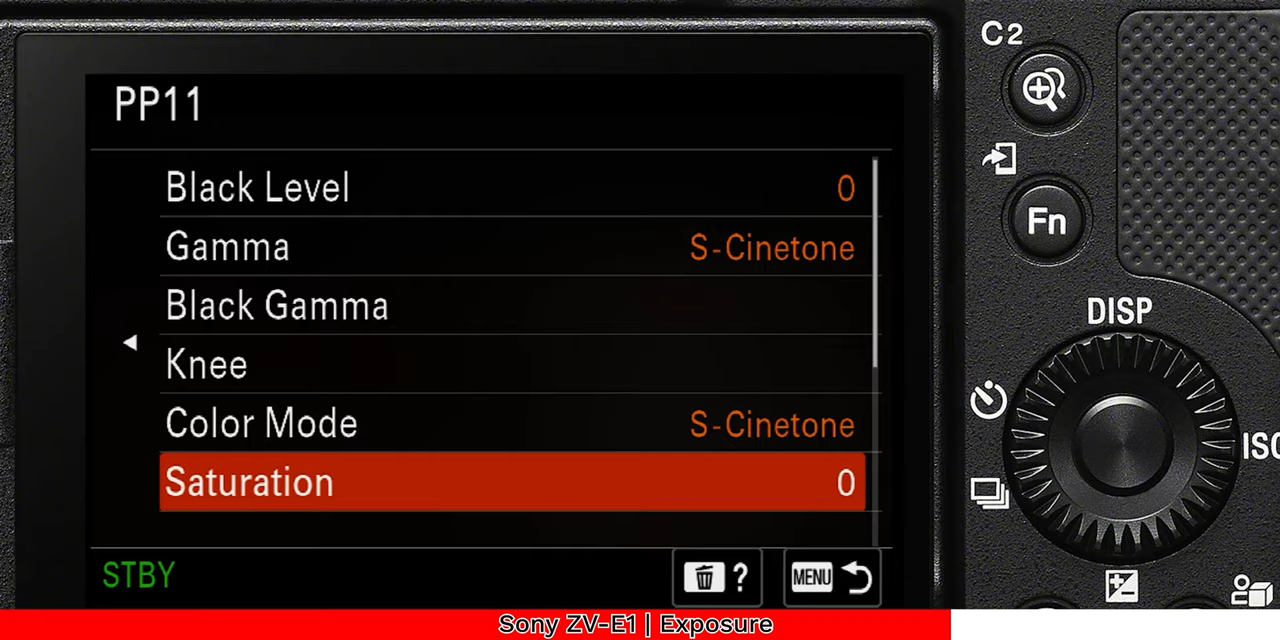 PP11
Black Level 0
Gamma S-Cinetone
Black Gamma
Knee
Color Mode S-Cinetone
Saturation 0
STBY
? MENU
C2
Fn
DISP
ISO
Sony ZV-E1 | Exposure